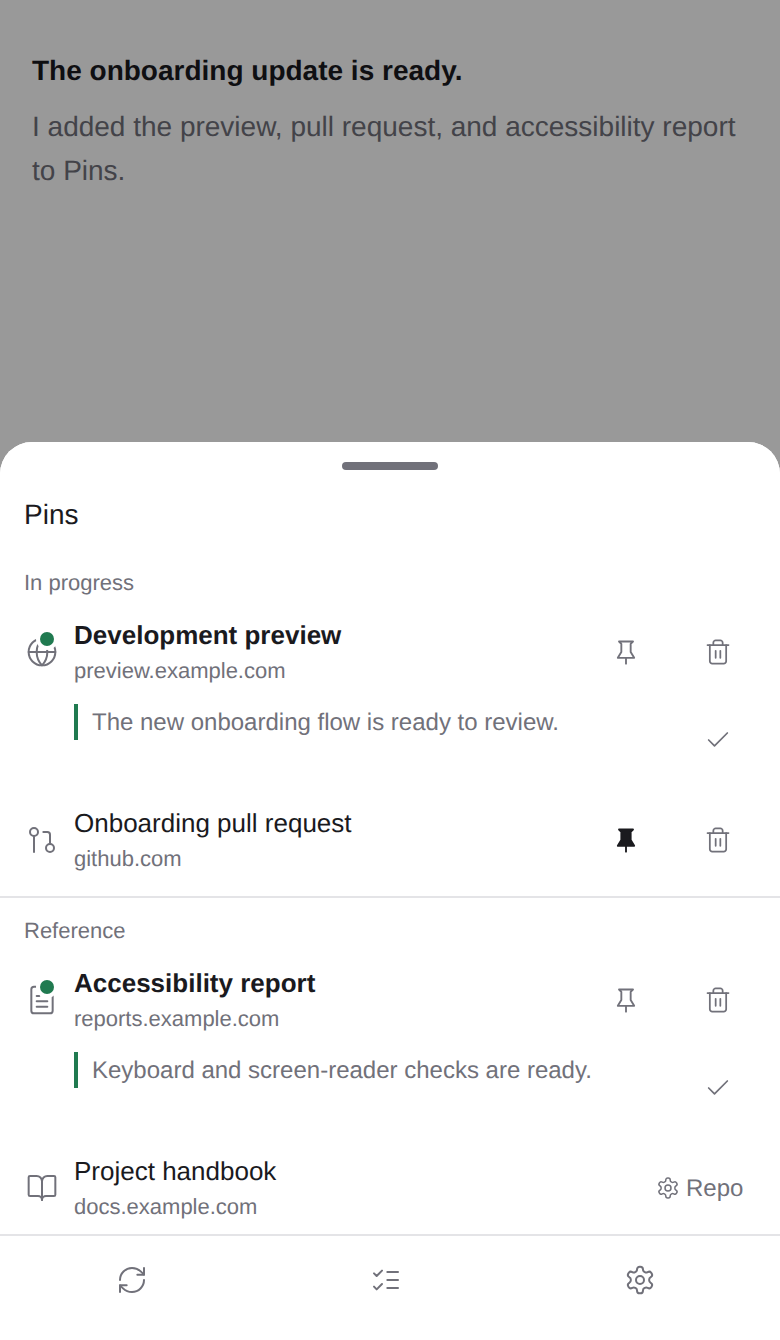 The onboarding update is ready.
I added the preview, pull request, and accessibility report
to Pins.
Pins
In progress
Development preview
preview.example.com
The new onboarding flow is ready to review.
Onboarding pull request
github.com
Reference
Accessibility report
reports.example.com
Keyboard and screen-reader checks are ready.
Project handbook
docs.example.com
Repo